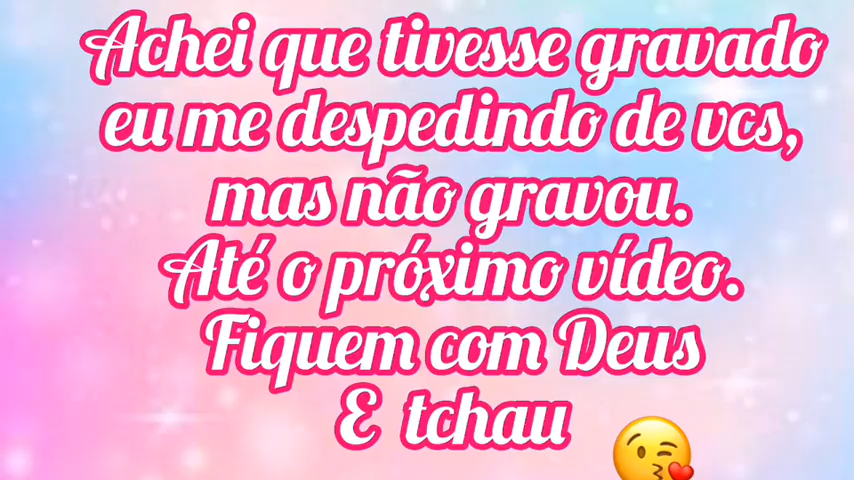 Achei que tivesse gravado
eu me despedindo de vcs,
mas não gravou.
Até o próximo vídeo.
Fiquem com Deus
E tchau